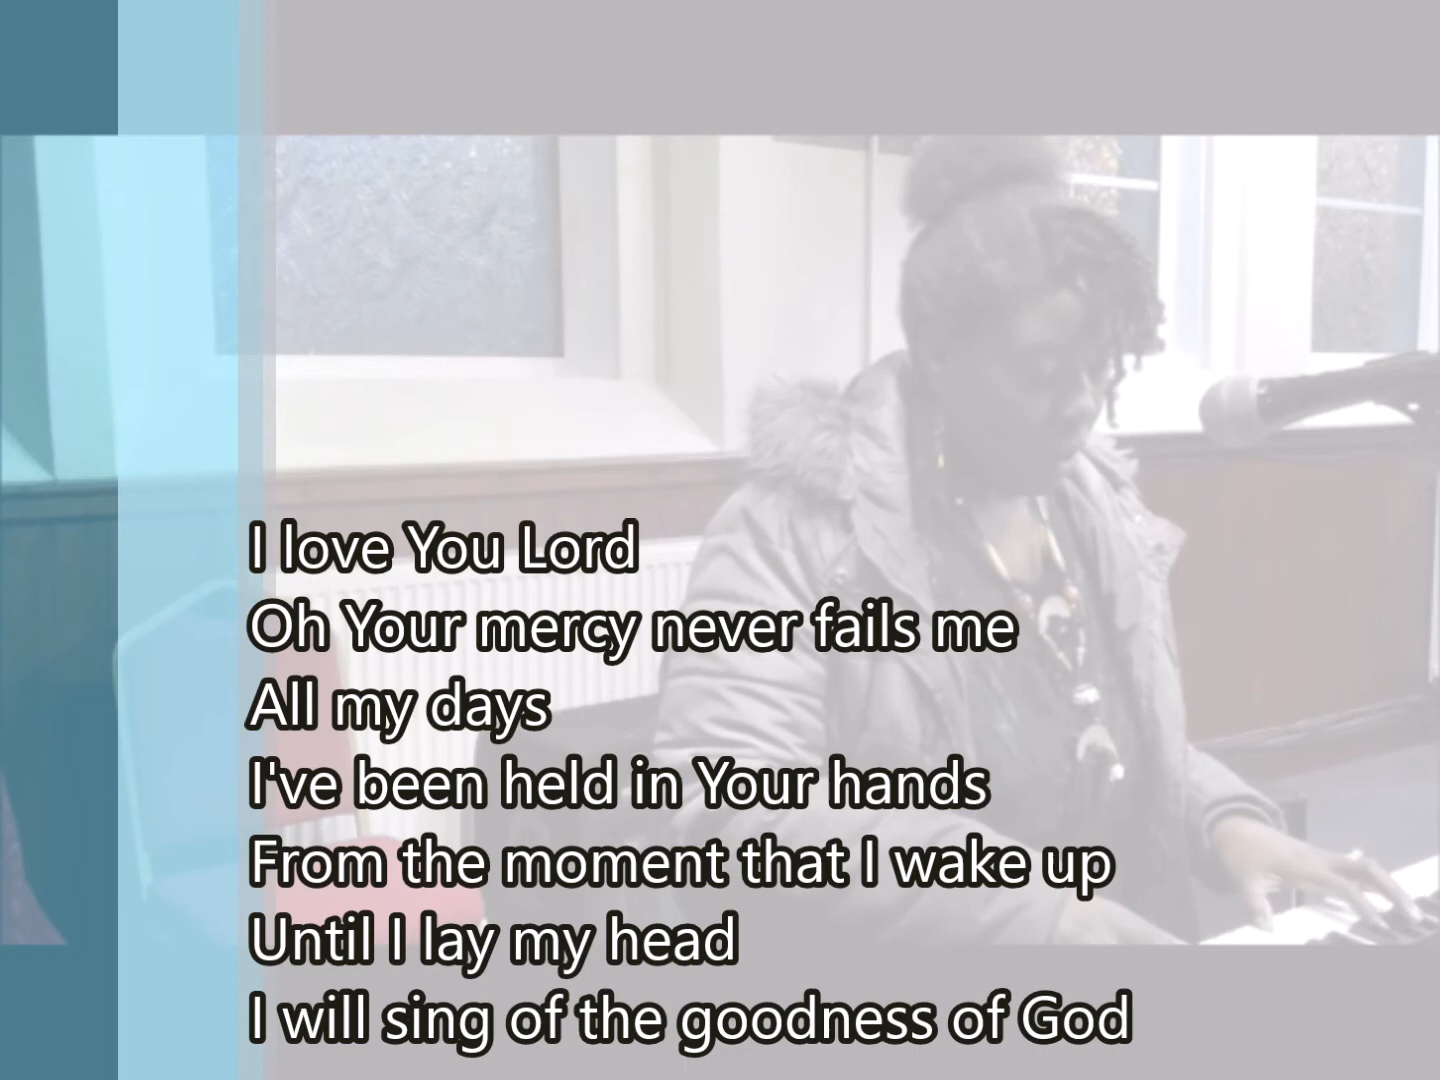 I love You Lord
Oh Your mercy never fails me
All my days
I've been held in Your hands
From the moment that I wake up
Until I lay my head
I will sing of the goodness of God